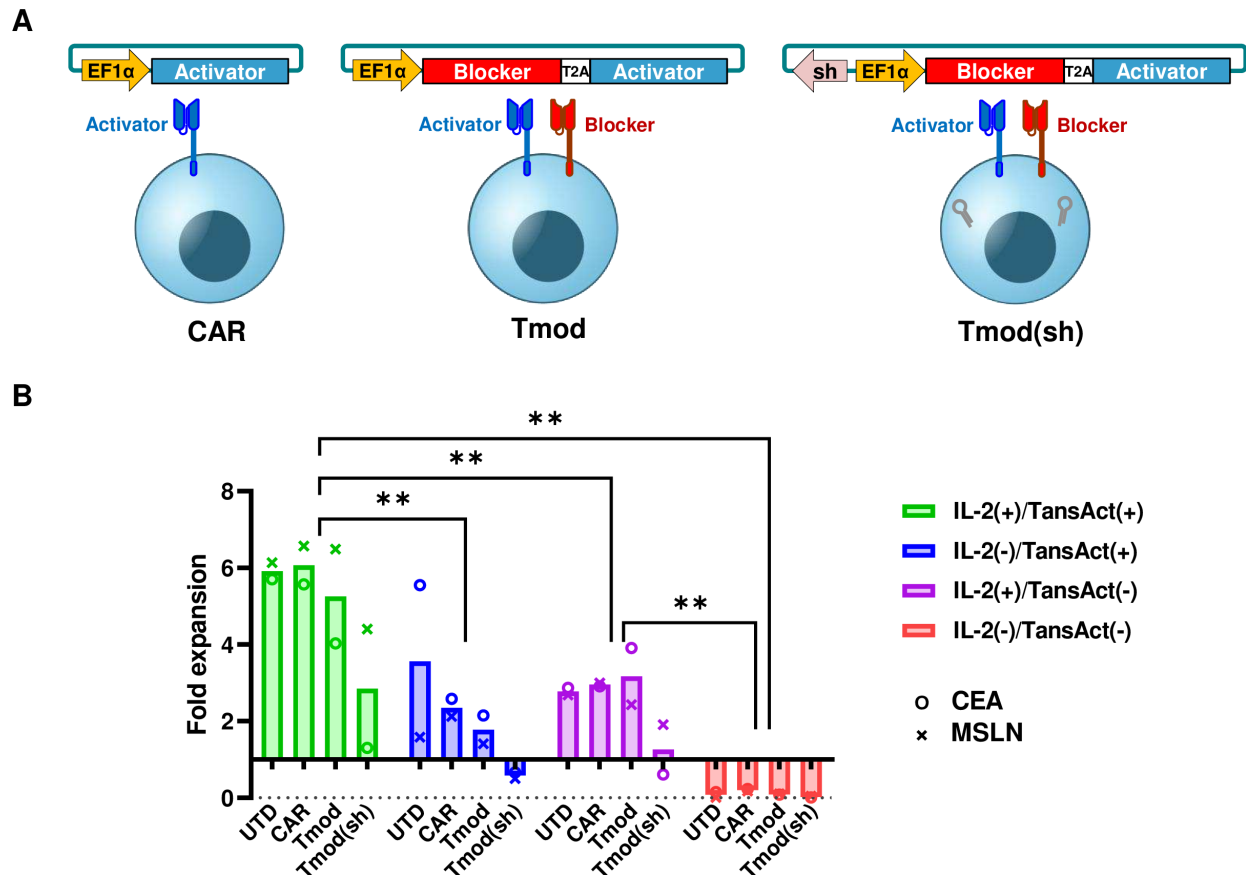 A
EF1α Activator
EF1α Blocker T2A Activator
sh EF1α Blocker T2A Activator
Activator
Activator Blocker
Activator Blocker
CAR
Tmod
Tmod(sh)
B
**
**
**
**
Fold expansion
8
6
4
2
0
UTD CAR Tmod Tmod(sh) UTD CAR Tmod Tmod(sh) UTD CAR Tmod Tmod(sh) UTD CAR Tmod Tmod(sh)
IL-2(+)/TansAct(+)
IL-2(-)/TansAct(+)
IL-2(+)/TansAct(-)
IL-2(-)/TansAct(-)
CEA
MSLN